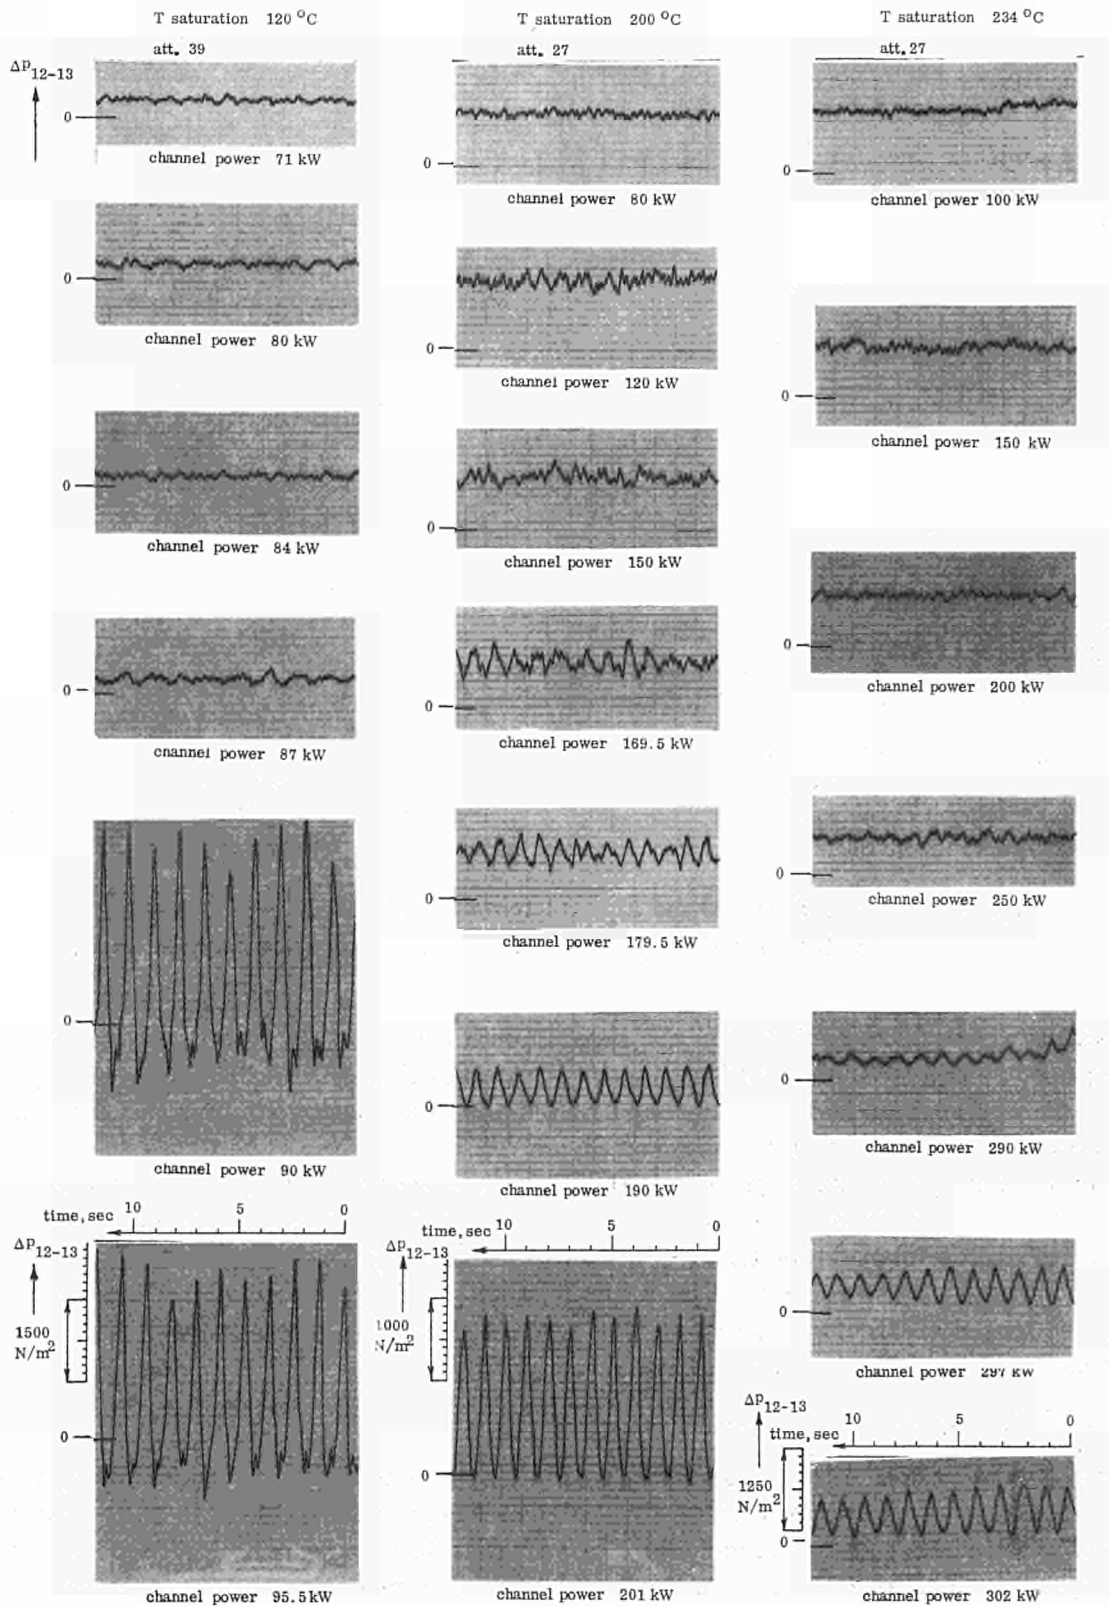 T saturation 120 °C
att. 39
ΔP12-13
0
channel power 71 kW
0
channel power 80 kW
0
channel power 84 kW
0
channel power 87 kW
0
channel power 90 kW
10 5 0
time, sec
ΔP12-13
1500
N/m²
0
channel power 95.5 kW
T saturation 200 °C
att. 27
0
channel power 80 kW
0
channel power 120 kW
0
channel power 150 kW
0
channel power 169.5 kW
0
channel power 179.5 kW
0
channel power 190 kW
10 5 0
time, sec
ΔP12-13
1000
N/m²
0
channel power 201 kW
T saturation 234 °C
att. 27
0
channel power 100 kW
0
channel power 150 kW
0
channel power 200 kW
0
channel power 250 kW
0
channel power 290 kW
0
channel power 297 kW
ΔP12-13
10 5 0
time, sec
1250
N/m²
0
channel power 302 kW